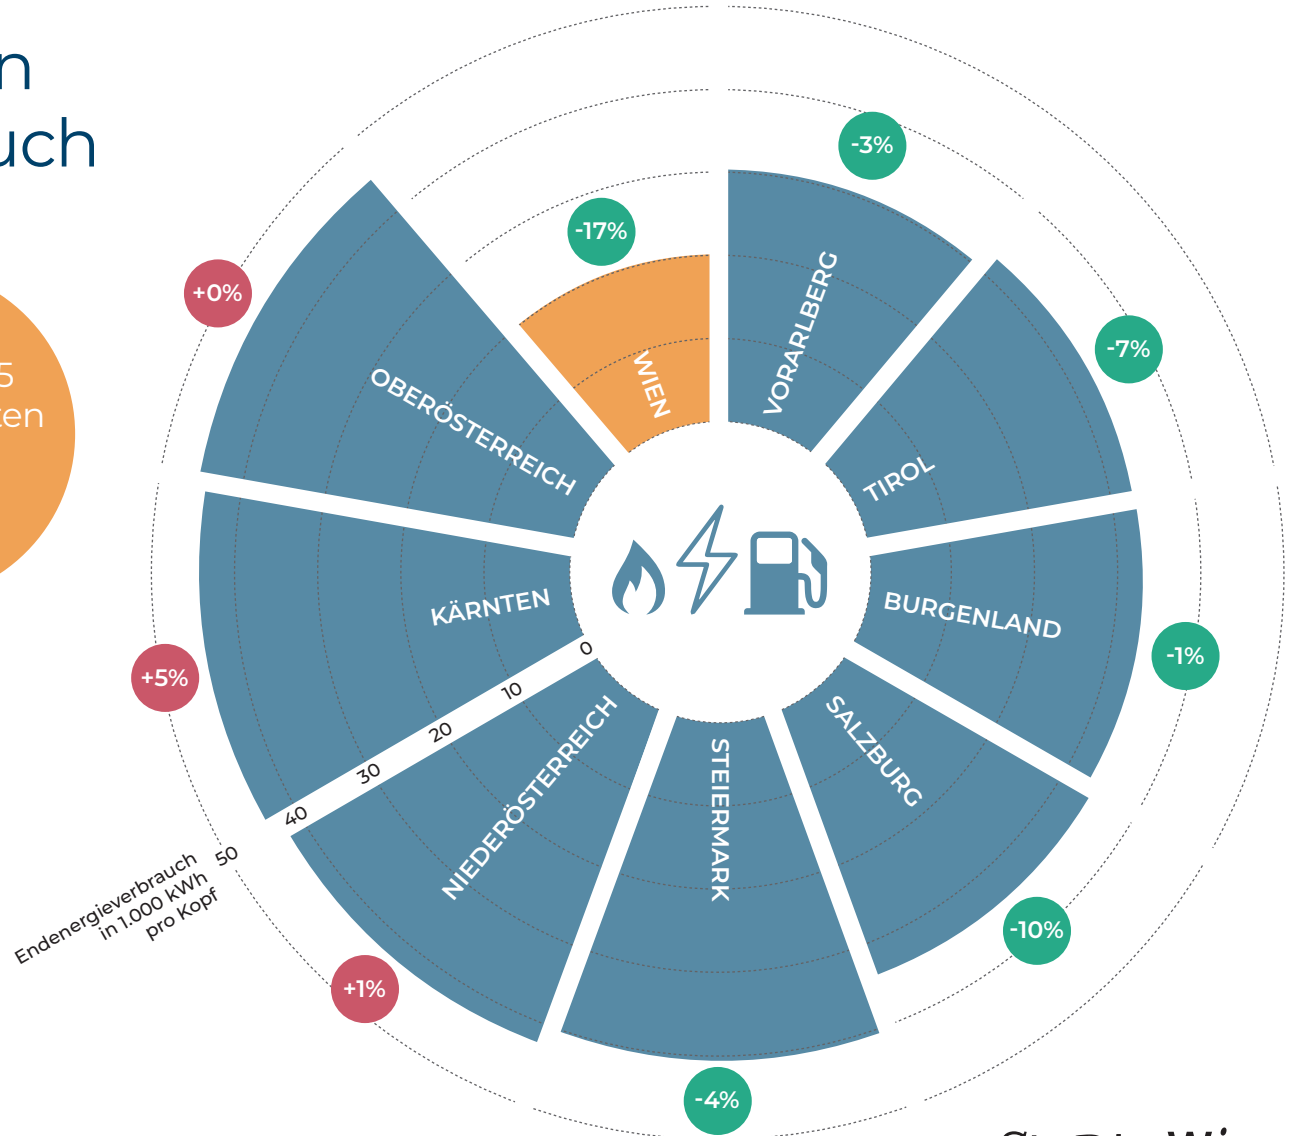 n
uch
5
ten
-3%
-17%
+0%
-7%
VORARLBERG
WIEN
OBERÖSTERREICH
TIROL
KÄRNTEN
BURGENLAND
0
-1%
+5%
10
SALZBURG
NIEDERÖSTERREICH
STEIERMARK
20
30
40
50
Endenergieverbrauch
in 1.000 kWh
pro Kopf
-10%
+1%
-4%